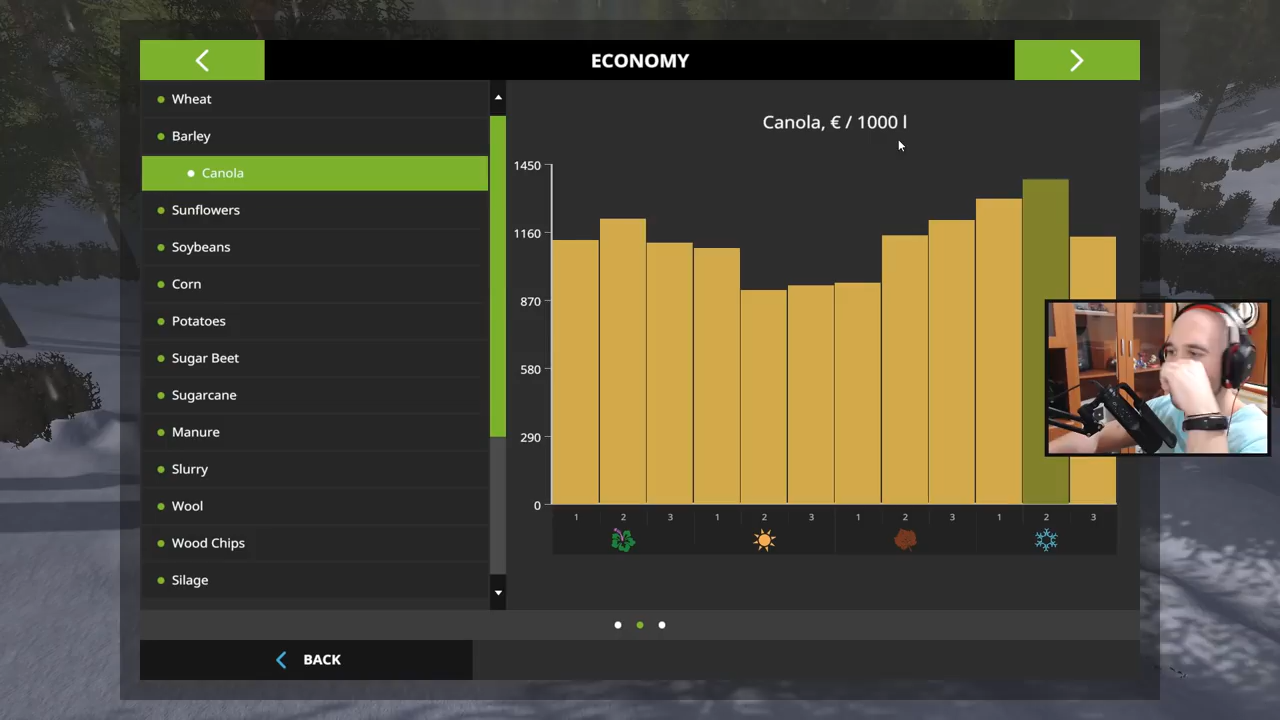 ECONOMY
Wheat
Barley
Canola
Sunflowers
Soybeans
Corn
Potatoes
Sugar Beet
Sugarcane
Manure
Slurry
Wool
Wood Chips
Silage
Canola, € / 1000 l
1450
1160
870
580
290
0
1 2 3 1 2 3 1 2 3 1 2 3
BACK